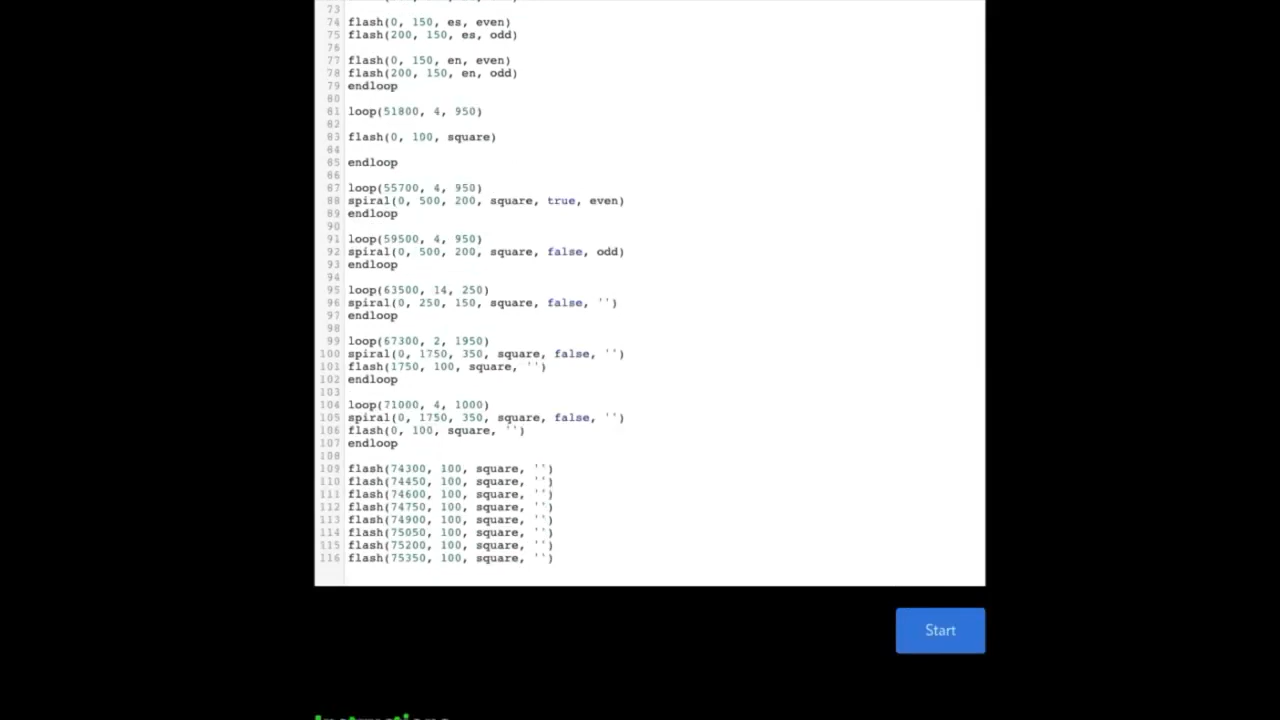 73
74 flash(0, 150, es, even)
75 flash(200, 150, es, odd)
76
77 flash(0, 150, en, even)
78 flash(200, 150, en, odd)
79 endloop
80
81 loop(51800, 4, 950)
82
83 flash(0, 100, square)
84
85 endloop
86
87 loop(55700, 4, 950)
88 spiral(0, 500, 200, square, true, even)
89 endloop
90
91 loop(59500, 4, 950)
92 spiral(0, 500, 200, square, false, odd)
93 endloop
94
95 loop(63500, 14, 250)
96 spiral(0, 250, 150, square, false, '')
97 endloop
98
99 loop(67300, 2, 1950)
100 spiral(0, 1750, 350, square, false, '')
101 flash(1750, 100, square, '')
102 endloop
103
104 loop(71000, 4, 1000)
105 spiral(0, 1750, 350, square, false, '')
106 flash(0, 100, square, '')
107 endloop
108
109 flash(74300, 100, square, '')
110 flash(74450, 100, square, '')
111 flash(74600, 100, square, '')
112 flash(74750, 100, square, '')
113 flash(74900, 100, square, '')
114 flash(75050, 100, square, '')
115 flash(75200, 100, square, '')
116 flash(75350, 100, square, '')
Start
Instructions